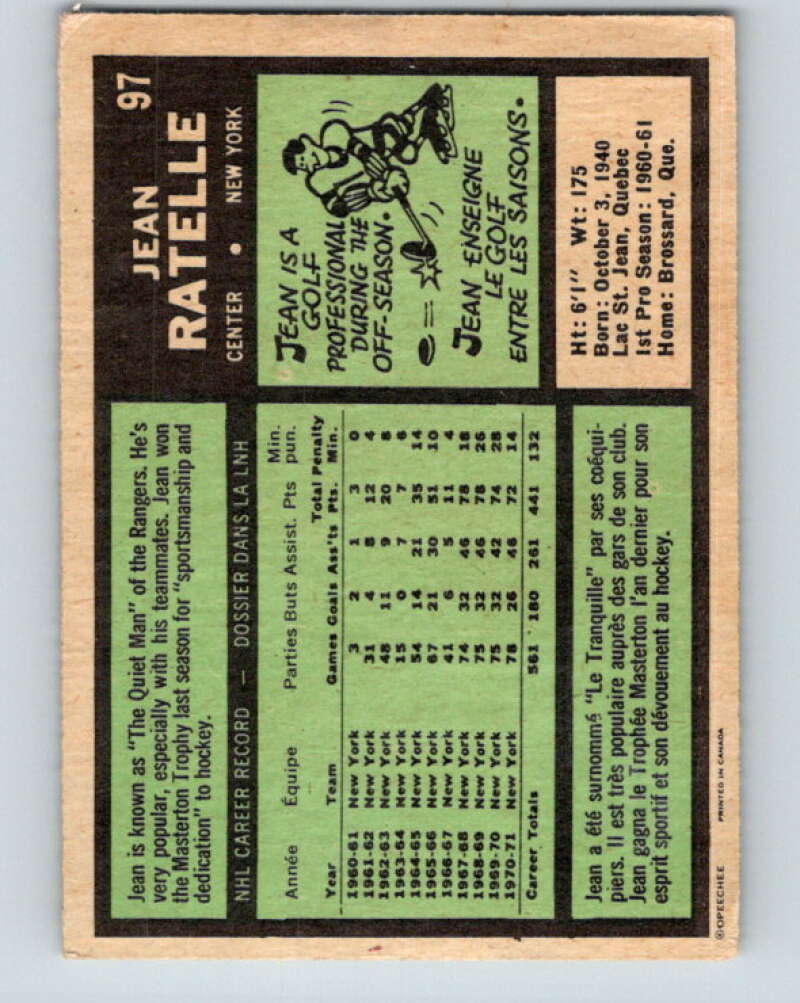 JEAN
RATELLE
97
CENTER • NEW YORK
Jean is known as "The Quiet Man" of the Rangers. He's
very popular, especially with his teammates. Jean won
the Masterton Trophy last season for "sportsmanship and
dedication" to hockey.
NHL CAREER RECORD — DOSSIER DANS LA LNH
Année Équipe Parties Buts Assist. Pts Min. pun.
Year Team Games Goals Ass'ts Total Pts. Penalty Min.
1960-61 New York 3 2 1 3 0
1961-62 New York 31 4 8 12 4
1962-63 New York 48 11 9 20 8
1963-64 New York 15 0 7 7 6
1964-65 New York 54 14 21 35 14
1965-66 New York 67 21 30 51 10
1966-67 New York 41 6 5 11 4
1967-68 New York 74 32 46 78 18
1968-69 New York 75 32 46 78 26
1969-70 New York 75 32 42 74 28
1970-71 New York 78 26 46 72 14
Career Totals 561 180 261 441 132
JEAN IS A
GOLF
PROFESSIONAL
DURING THE
OFF-SEASON.
JEAN ENSEIGNE
LE GOLF
ENTRE LES SAISONS.
Jean a été surnommé "Le Tranquille" par ses coéqui-
piers. Il est très populaire auprès des gars de son club.
Jean gagna le Trophée Masterton l'an dernier pour son
esprit sportif et son dévouement au hockey.
Ht: 6'1" Wt: 175
Born: October 3, 1940
Lac St. Jean, Quebec
1st Pro Season: 1960-61
Home: Brossard, Que.
©OPEECHEE PRINTED IN CANADA